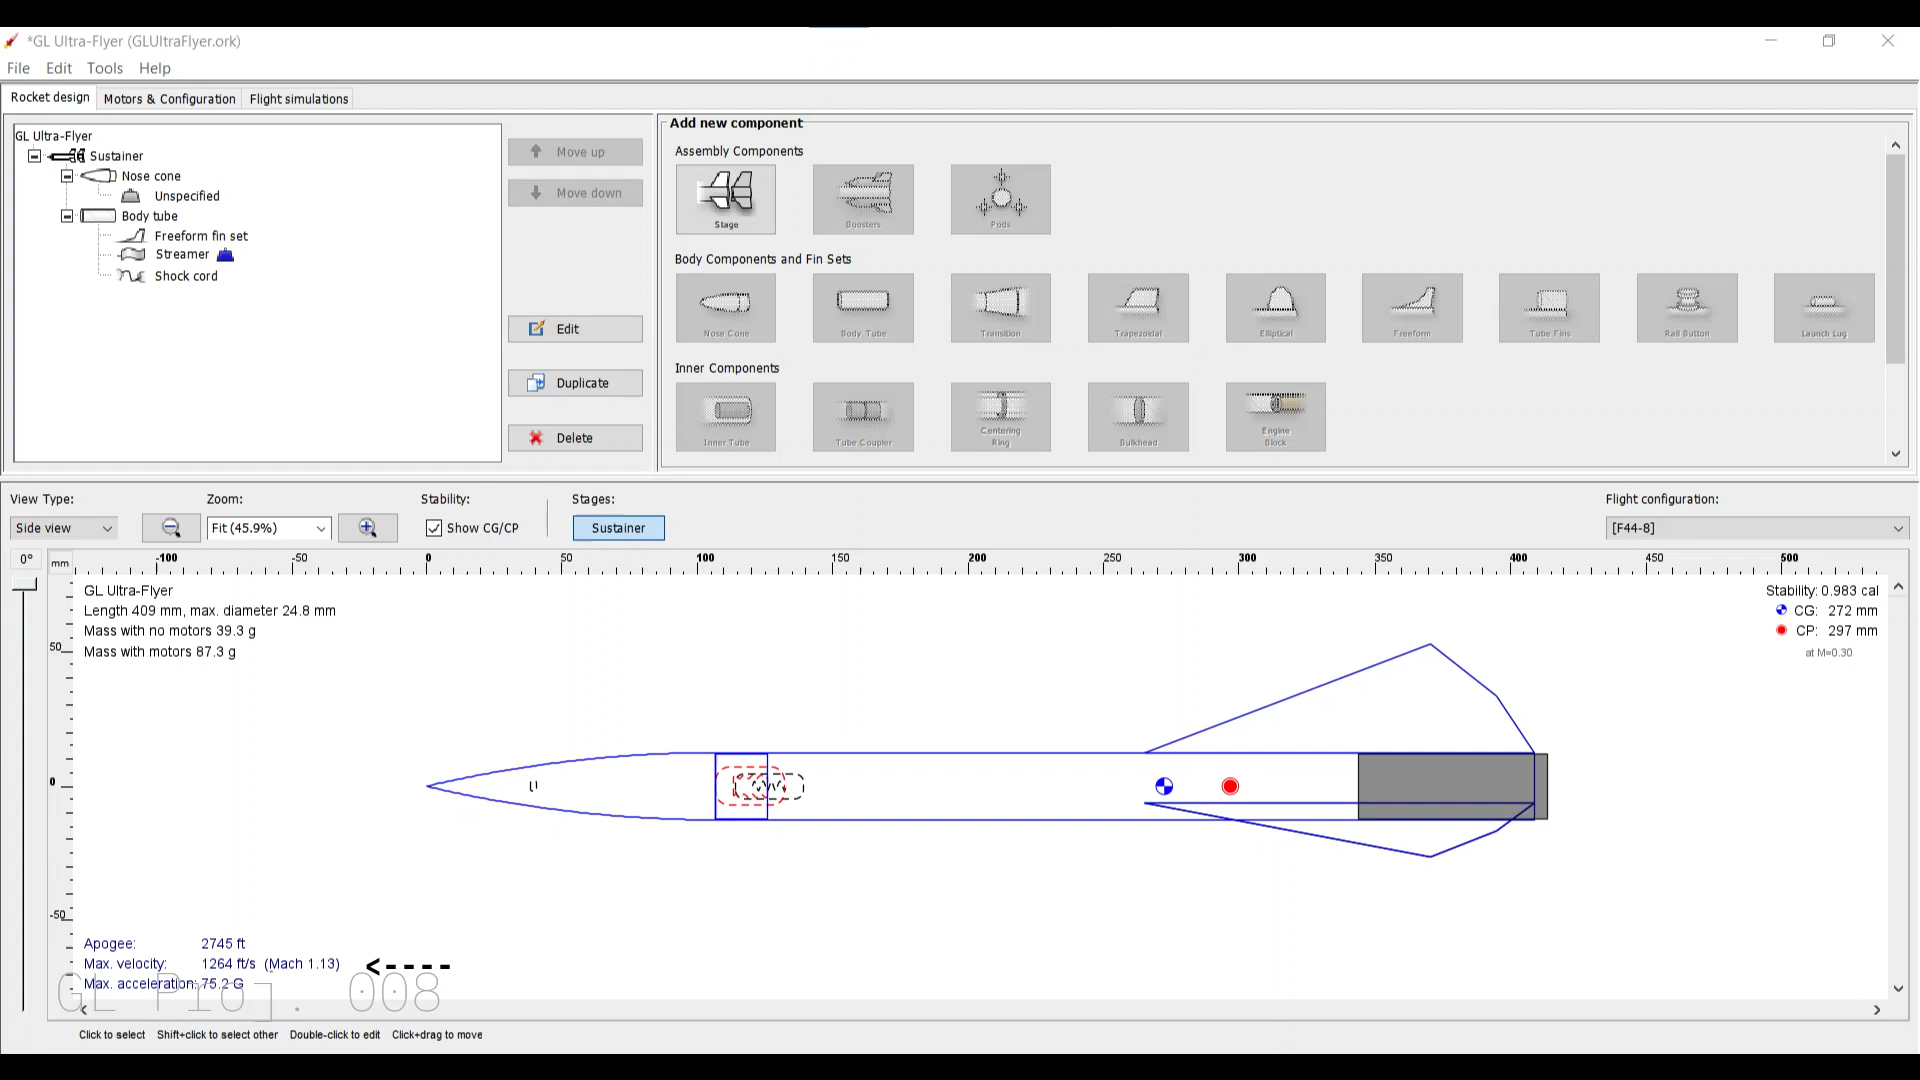 *GL Ultra-Flyer (GLUltraFlyer.ork)
File Edit Tools Help
Rocket design Motors & Configuration Flight simulations
GL Ultra-Flyer
Sustainer
Nose cone
Unspecified
Body tube
Freeform fin set
Streamer
Shock cord
Move up
Move down
Edit
Duplicate
Delete
Add new component
Assembly Components
Stage Boosters Pods
Body Components and Fin Sets
Nose Cone Body Tube Transition Trapezoidal Elliptical Freeform Tube Fins Rail Button Launch Lug
Inner Components
Inner Tube Tube Coupler Centering Ring Bulkhead Engine Block
View Type: Zoom: Stability: Stages: Flight configuration:
Side view Fit (45.9%) Show CG/CP Sustainer [F44-8]
0° mm -100 -50 0 50 100 150 200 250 300 350 400 450 500
50
0
-50
GL Ultra-Flyer
Length 409 mm, max. diameter 24.8 mm
Mass with no motors 39.3 g
Mass with motors 87.3 g
Stability: 0.983 cal
CG: 272 mm
CP: 297 mm
at M=0.30
Apogee: 2745 ft
Max. velocity: 1264 ft/s (Mach 1.13) <----
Max. acceleration: 75.2 G
GL Proj. 008
Click to select Shift+click to select other Double-click to edit Click+drag to move